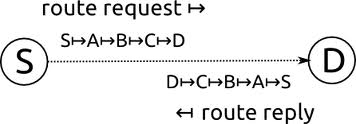 route request ↦
S↦A↦B↦C↦D
S
D
D↦C↦B↦A↦S
↤ route reply